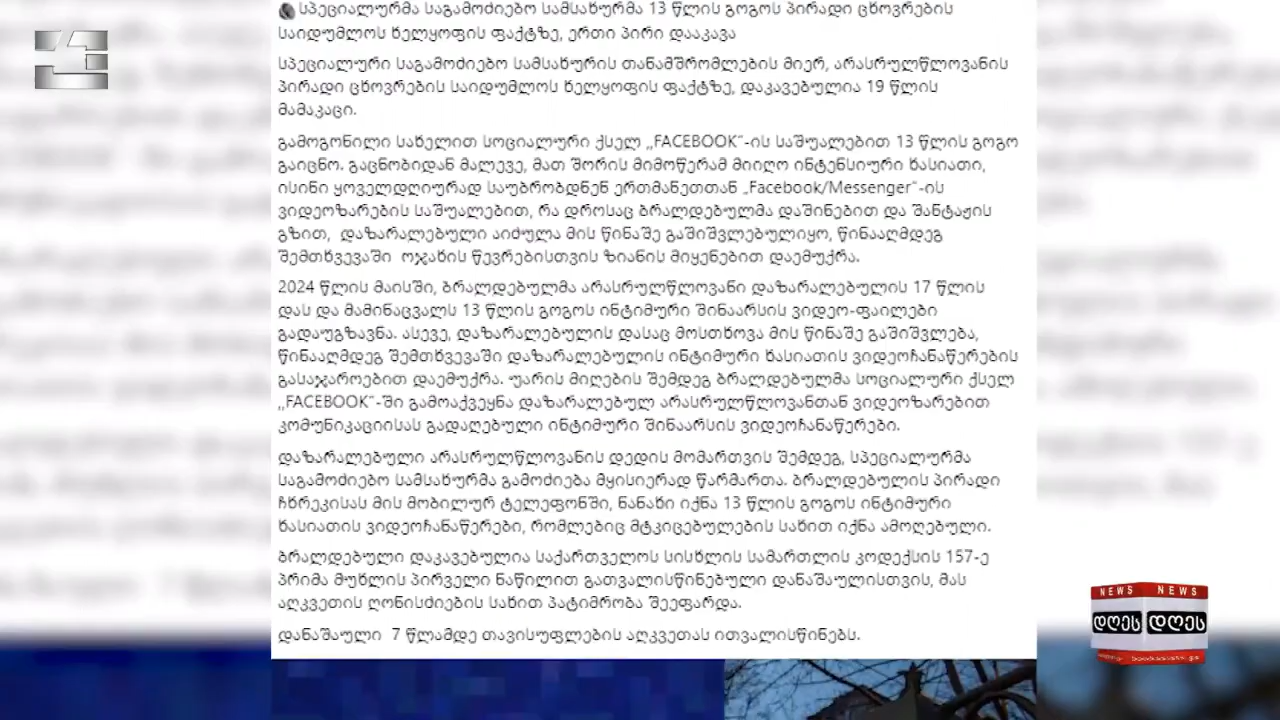 სპეციალურმა საგამოძიებო სამსახურმა 13 წლის გოგოს პირადი ცხოვრების
საიდუმლოს ხელყოფის ფაქტზე, ერთი პირი დააკავა
სპეციალური საგამოძიებო სამსახურის თანამშრომლების მიერ, არასრულწლოვანის
პირადი ცხოვრების საიდუმლოს ხელყოფის ფაქტზე, დაკავებულია 19 წლის
მამაკაცი.
გამოგონილი სახელით სოციალური ქსელ ,,FACEBOOK“-ის საშუალებით 13 წლის გოგო
გაიცნო. გაცნობიდან მალევე, მათ შორის მიმოწერამ მიიღო ინტენსიური ხასიათი,
ისინი ყოველდღიურად საუბრობდნენ ერთმანეთთან „Facebook/Messenger“-ის
ვიდეოზარების საშუალებით, რა დროსაც ბრალდებულმა დაშინებით და შანტაჟის
გზით, დაზარალებული აიძულა მის წინაშე გაშიშვლებულიყო, წინააღმდეგ
შემთხვევაში ოჯახის წევრებისთვის ზიანის მიყენებით დაემუქრა.
2024 წლის მაისში, ბრალდებულმა არასრულწლოვანი დაზარალებულის 17 წლის
დას და მამინაცვალს 13 წლის გოგოს ინტიმური შინაარსის ვიდეო-ფაილები
გადაუგზავნა. ასევე, დაზარალებულის დასაც მოსთხოვა მის წინაშე გაშიშვლება,
წინააღმდეგ შემთხვევაში დაზარალებულის ინტიმური ხასიათის ვიდეოჩანაწერების
გასაჯაროებით დაემუქრა. უარის მიღების შემდეგ ბრალდებულმა სოციალური ქსელ
,,FACEBOOK“-ში გამოაქვეყნა დაზარალებულ არასრულწლოვანთან ვიდეოზარებით
კომუნიკაციისას გადაღებული ინტიმური შინაარსის ვიდეოჩანაწერები.
დაზარალებული არასრულწლოვანის დედის მომართვის შემდეგ, სპეციალურმა
საგამოძიებო სამსახურმა გამოძიება მყისიერად წარმართა. ბრალდებულის პირადი
ჩხრეკისას მის მობილურ ტელეფონში, ნანახი იქნა 13 წლის გოგოს ინტიმური
ხასიათის ვიდეოჩანაწერები, რომლებიც მტკიცებულების სახით იქნა ამოღებული.
ბრალდებული დაკავებულია საქართველოს სისხლის სამართლის კოდექსის 157-ე
პრიმა მუხლის პირველი ნაწილით გათვალისწინებული დანაშაულისთვის, მას
აღკვეთის ღონისძიების სახით პატიმრობა შეეფარდა.
დანაშაული 7 წლამდე თავისუფლების აღკვეთას ითვალისწინებს.
NEWS NEWS
დღეს დღეს